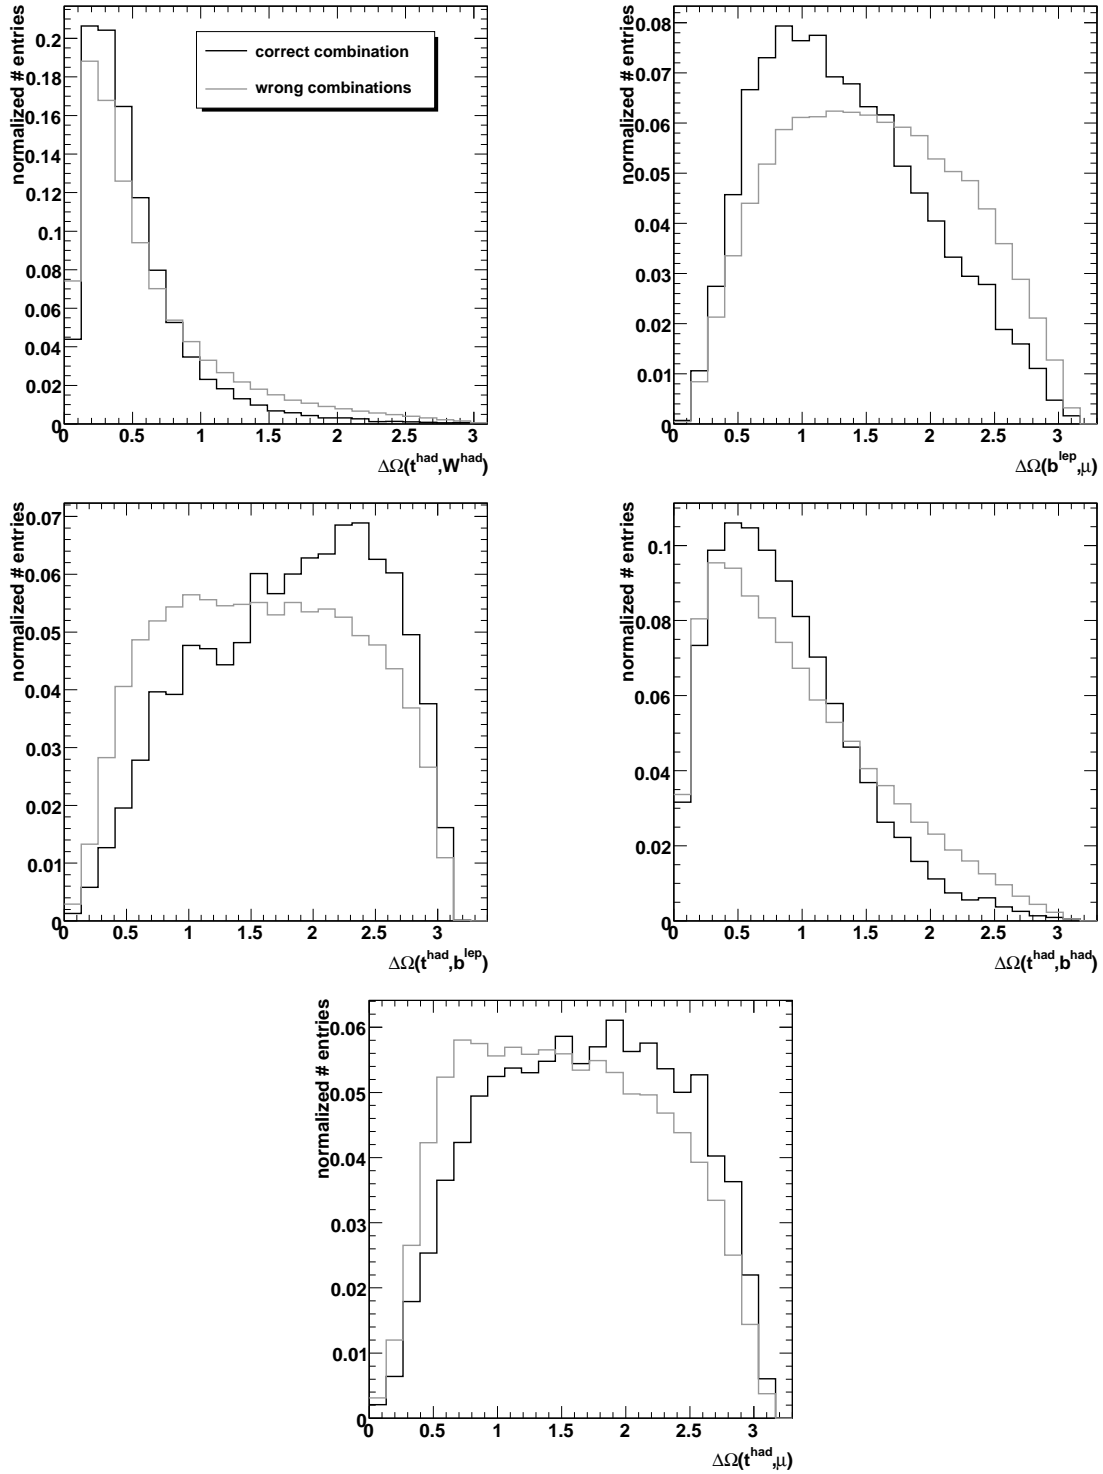 normalized # entries
0.2
0.18
0.16
0.14
0.12
0.1
0.08
0.06
0.04
0.02
0
correct combination
wrong combinations
0 0.5 1 1.5 2 2.5 3
ΔΩ(t^had,W^had)
normalized # entries
0.08
0.07
0.06
0.05
0.04
0.03
0.02
0.01
0
0 0.5 1 1.5 2 2.5 3
ΔΩ(b^lep,μ)
normalized # entries
0.07
0.06
0.05
0.04
0.03
0.02
0.01
0
0 0.5 1 1.5 2 2.5 3
ΔΩ(t^had,b^lep)
normalized # entries
0.1
0.08
0.06
0.04
0.02
0
0 0.5 1 1.5 2 2.5 3
ΔΩ(t^had,b^had)
normalized # entries
0.06
0.05
0.04
0.03
0.02
0.01
0
0 0.5 1 1.5 2 2.5 3
ΔΩ(t^had,μ)